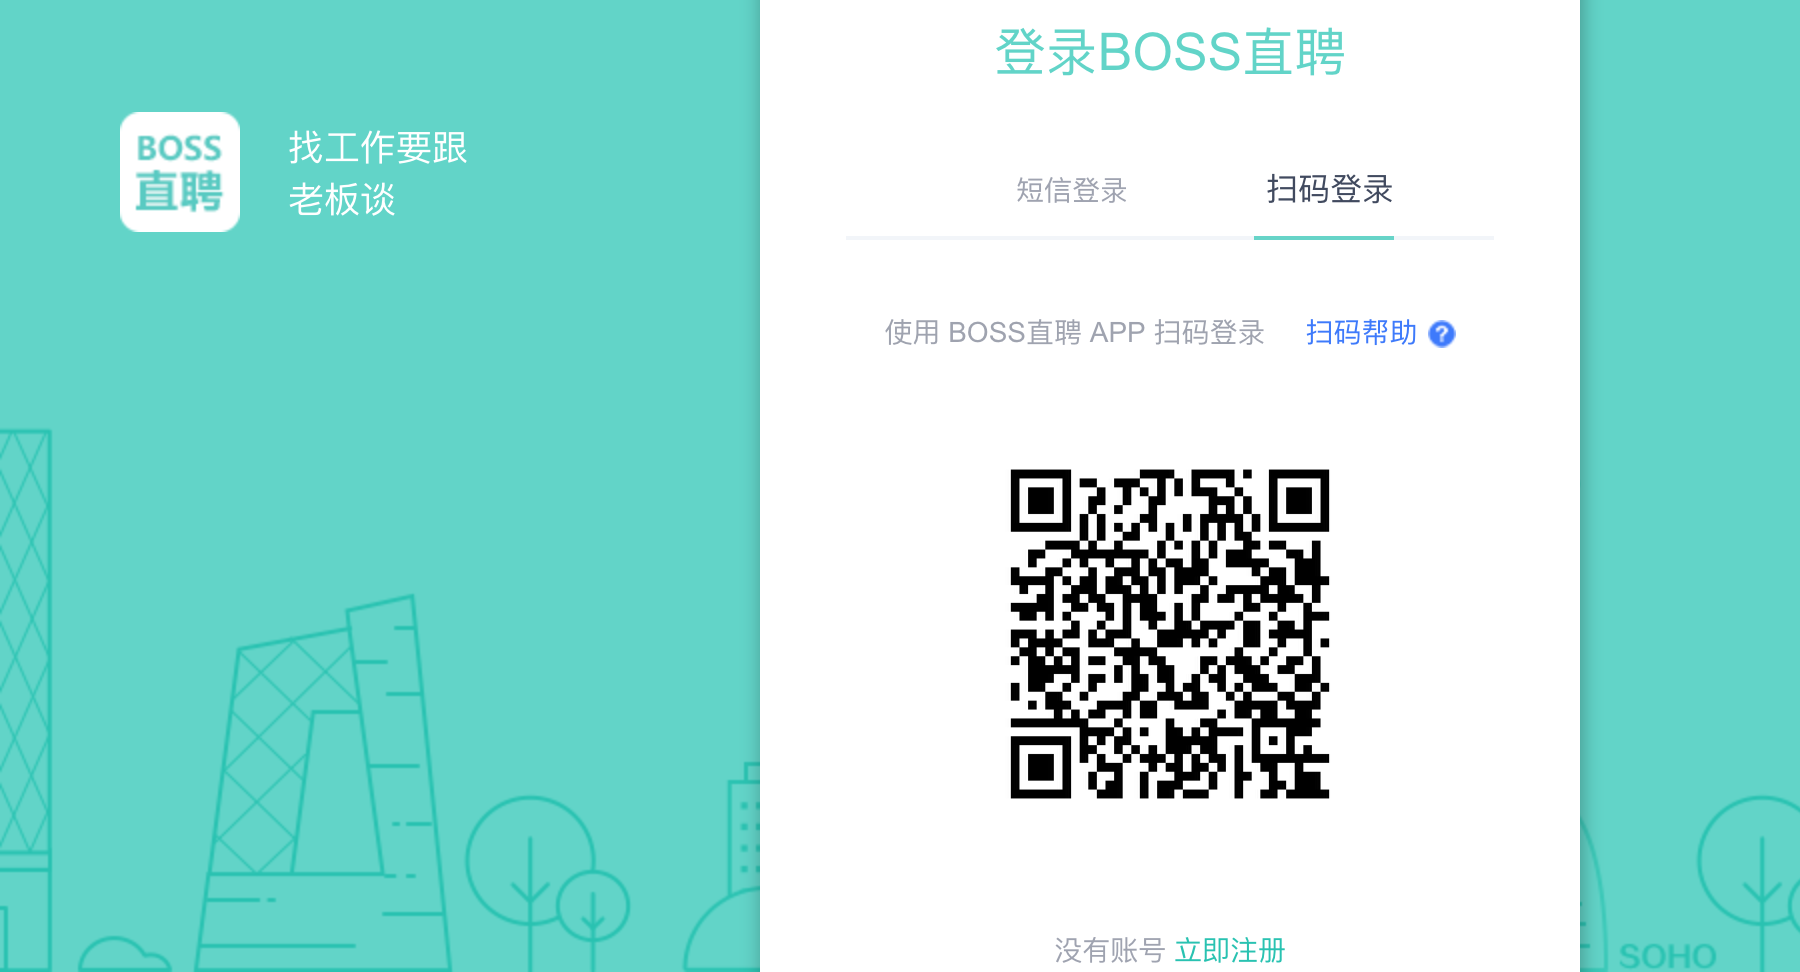 BOSS
直聘
找工作要跟
老板谈
登录BOSS直聘
短信登录 扫码登录
使用 BOSS直聘 APP 扫码登录 扫码帮助 ?
没有账号 立即注册
SOHO